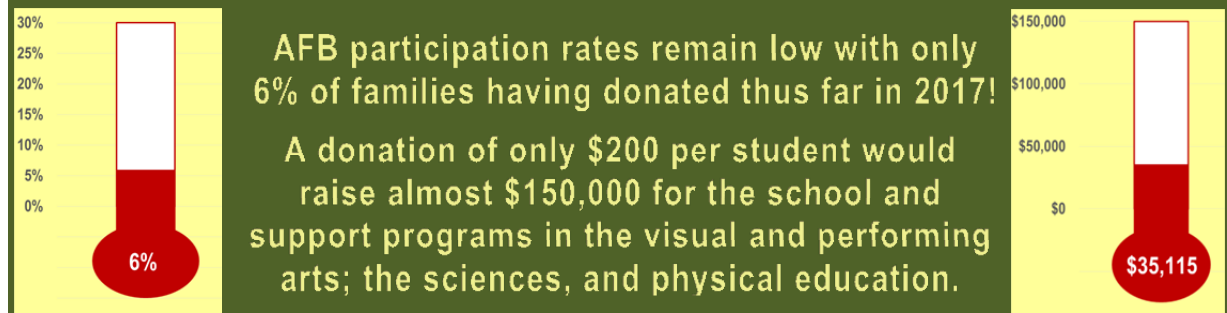 30%
25%
20%
15%
10%
5%
0%
6%
AFB participation rates remain low with only
6% of families having donated thus far in 2017!
A donation of only $200 per student would
raise almost $150,000 for the school and
support programs in the visual and performing
arts; the sciences, and physical education.
$150,000
$100,000
$50,000
$0
$35,115